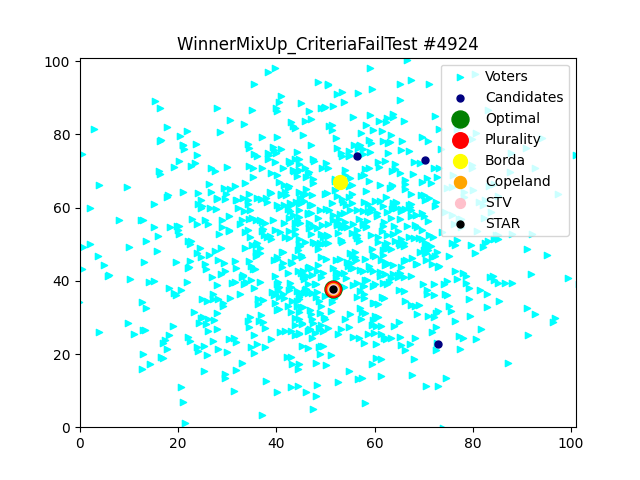 WinnerMixUp_CriteriaFailTest #4924
100
80
60
40
20
0
0
20
40
60
80
100
Voters
Candidates
Optimal
Plurality
Borda
Copeland
STV
STAR